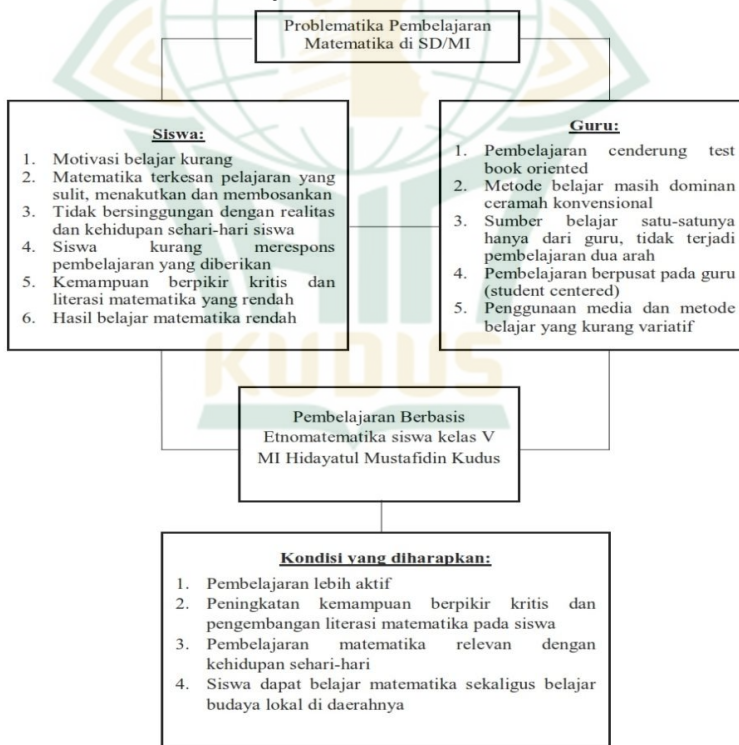 Problematika Pembelajaran
Matematika di SD/MI
Siswa:
1. Motivasi belajar kurang
2. Matematika terkesan pelajaran yang
sulit, menakutkan dan membosankan
3. Tidak bersinggungan dengan realitas
dan kehidupan sehari-hari siswa
4. Siswa kurang merespons
pembelajaran yang diberikan
5. Kemampuan berpikir kritis dan
literasi matematika yang rendah
6. Hasil belajar matematika rendah
Guru:
1. Pembelajaran cenderung test
book oriented
2. Metode belajar masih dominan
ceramah konvensional
3. Sumber belajar satu-satunya
hanya dari guru, tidak terjadi
pembelajaran dua arah
4. Pembelajaran berpusat pada guru
(student centered)
5. Penggunaan media dan metode
belajar yang kurang variatif
KUDUS
Pembelajaran Berbasis
Etnomatematika siswa kelas V
MI Hidayatul Mustafidin Kudus
Kondisi yang diharapkan:
1. Pembelajaran lebih aktif
2. Peningkatan kemampuan berpikir kritis dan
pengembangan literasi matematika pada siswa
3. Pembelajaran matematika relevan dengan
kehidupan sehari-hari
4. Siswa dapat belajar matematika sekaligus belajar
budaya lokal di daerahnya